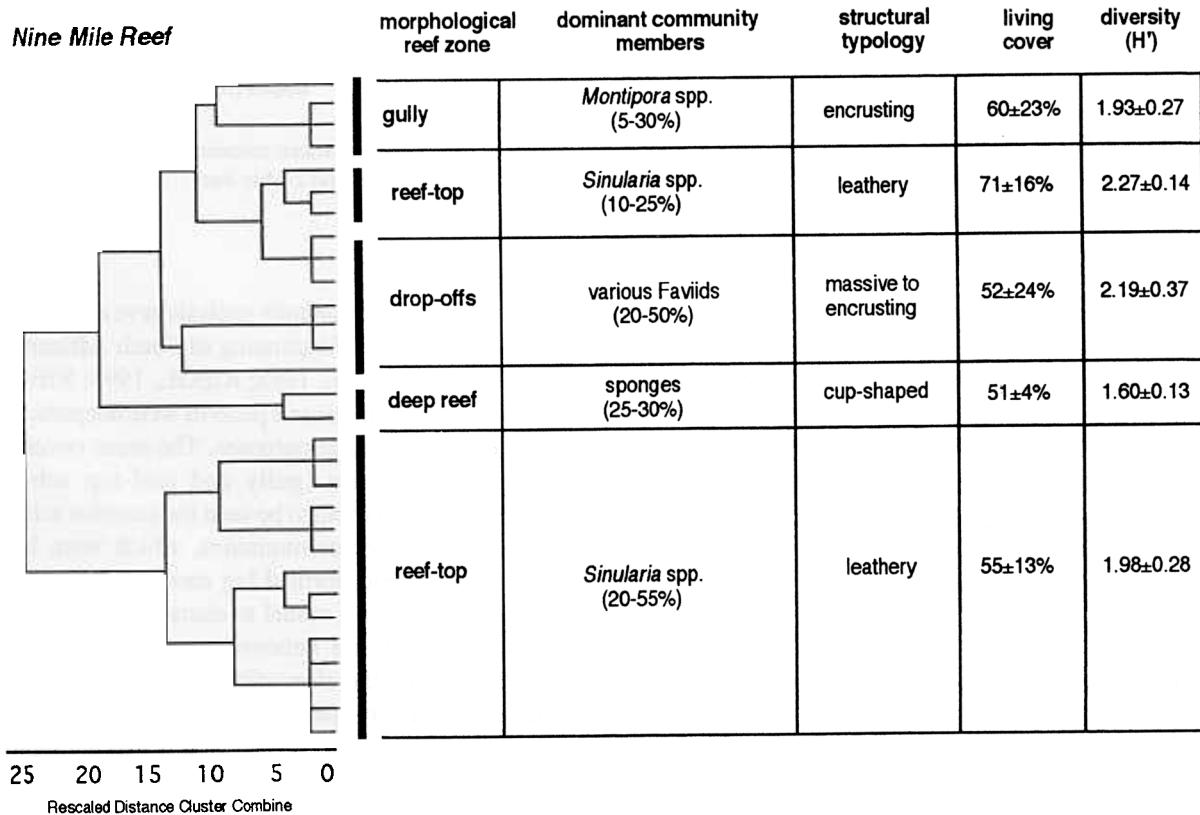 Nine Mile Reef
morphological reef zone
dominant community members
structural typology
living cover
diversity (H')
gully
Montipora spp. (5-30%)
encrusting
60±23%
1.93±0.27
reef-top
Sinularia spp. (10-25%)
leathery
71±16%
2.27±0.14
drop-offs
various Faviids (20-50%)
massive to encrusting
52±24%
2.19±0.37
deep reef
sponges (25-30%)
cup-shaped
51±4%
1.60±0.13
reef-top
Sinularia spp. (20-55%)
leathery
55±13%
1.98±0.28
25 20 15 10 5 0
Rescaled Distance Cluster Combine